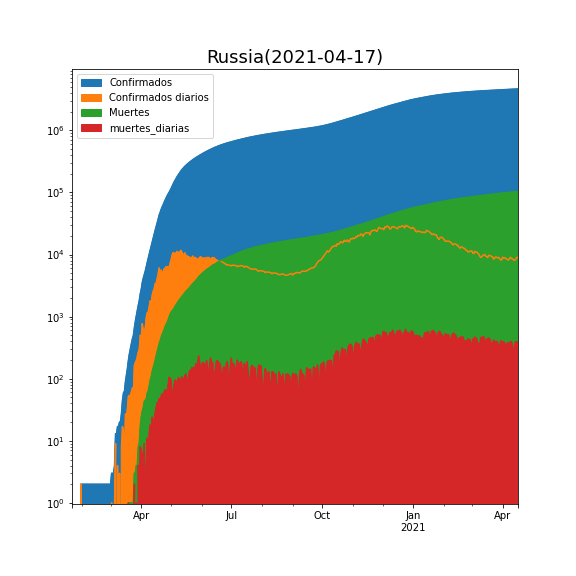 Russia(2021-04-17)
Confirmados
Confirmados diarios
Muertes
muertes_diarias
10⁶
10⁵
10⁴
10³
10²
10¹
10⁰
Apr Jul Oct Jan Apr
2021